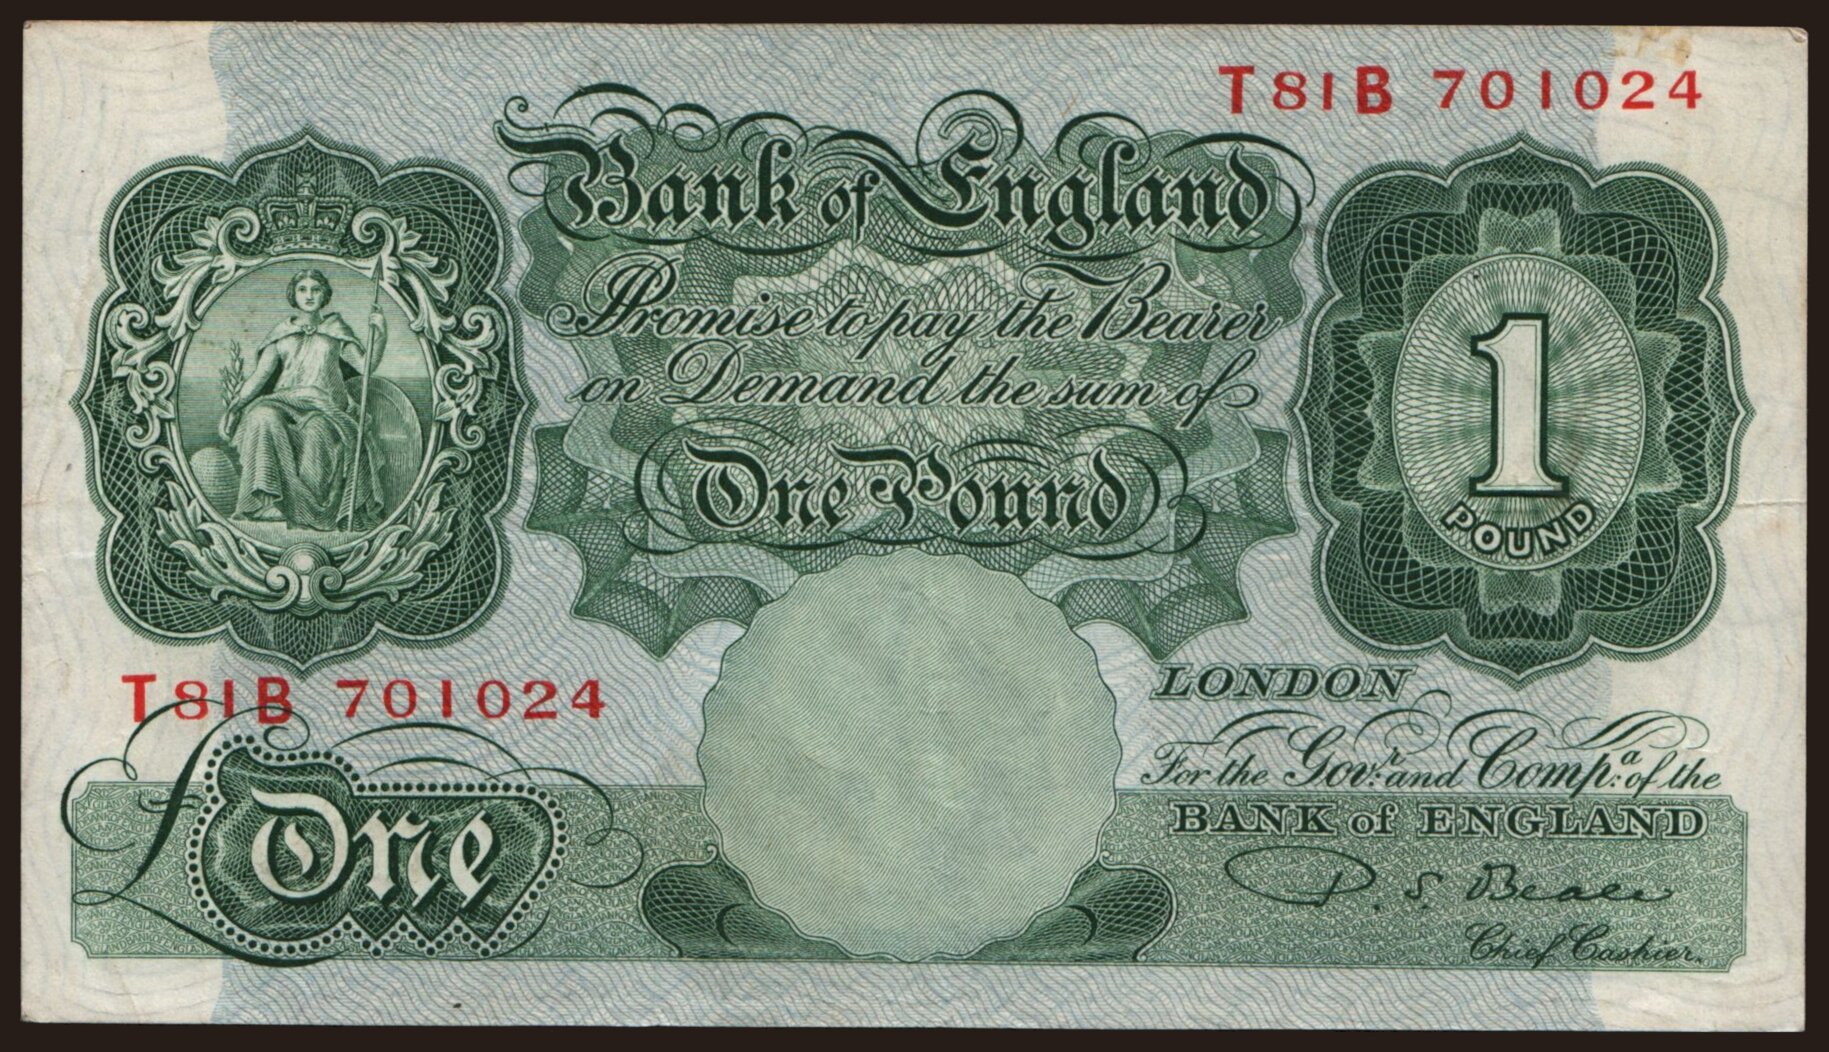 T81B 701024
Bank of England
Promise to pay the Bearer
on Demand the sum of
One Pound
1
POUND
T81B 701024
LONDON
For the Govr. and Compa. of the
BANK of ENGLAND
£One
P. S. Beale
Chief Cashier.